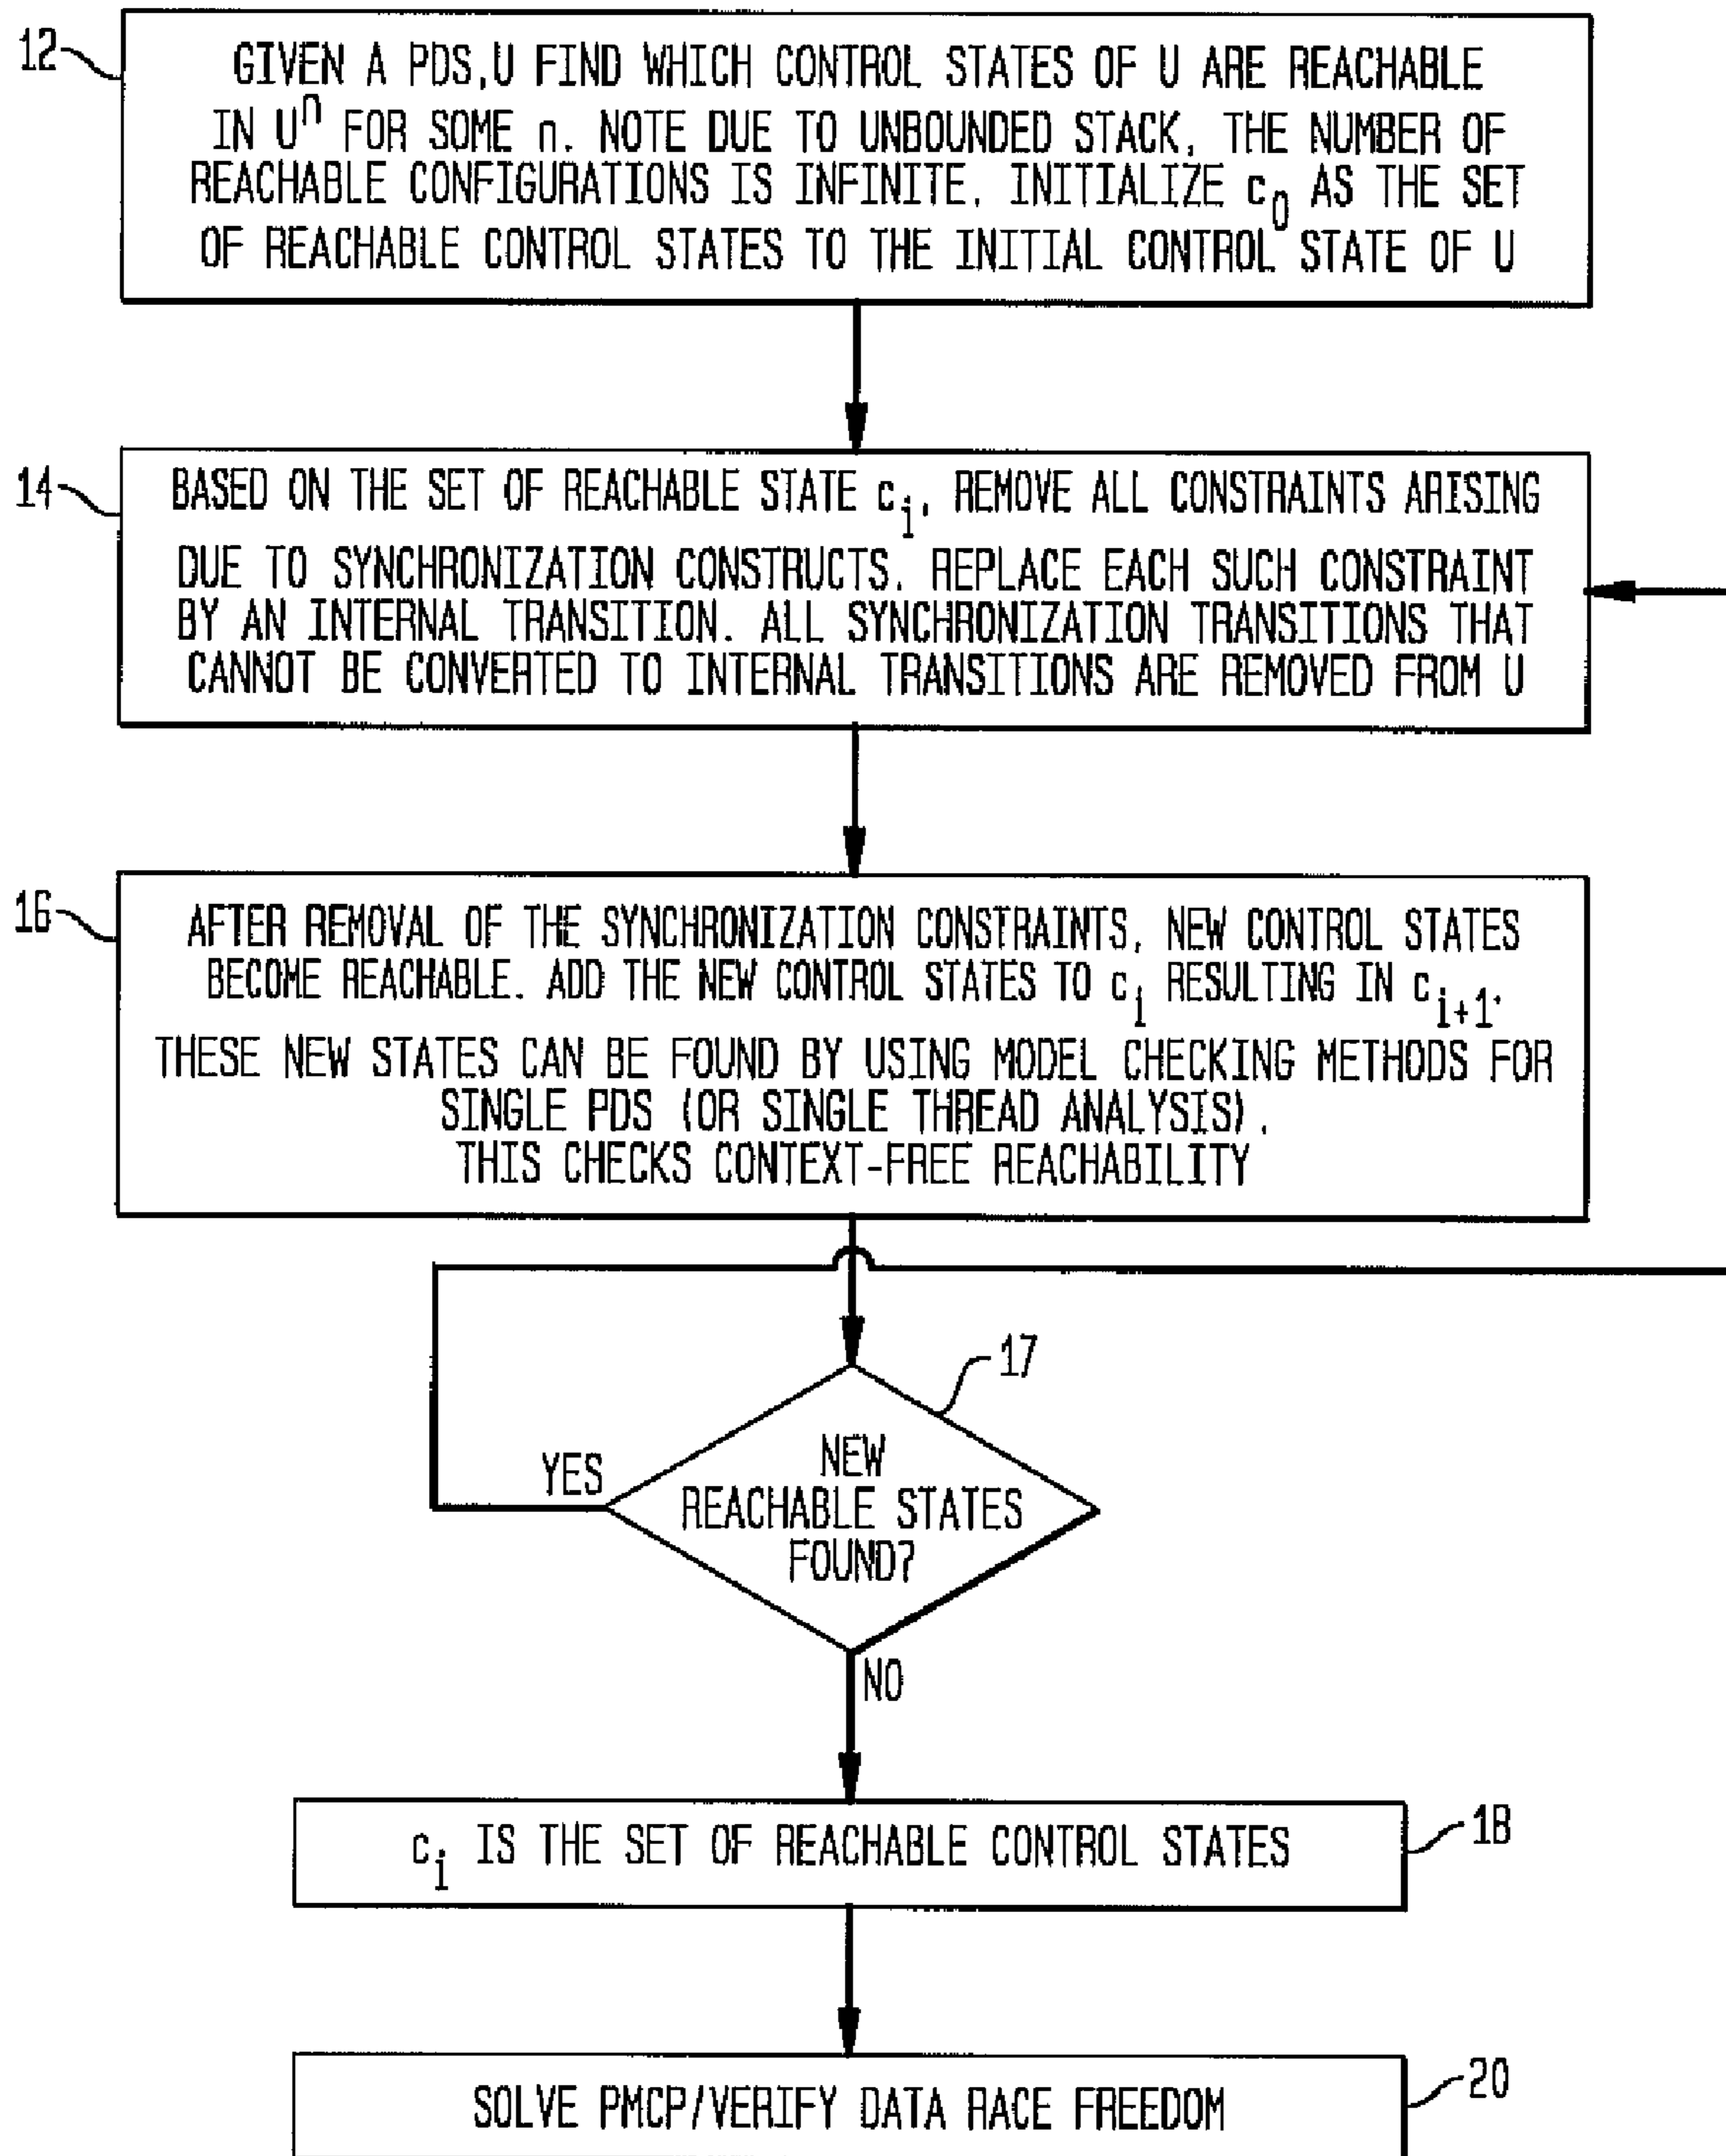 12
GIVEN A PDS,U FIND WHICH CONTROL STATES OF U ARE REACHABLE
IN Uⁿ FOR SOME n. NOTE DUE TO UNBOUNDED STACK, THE NUMBER OF
REACHABLE CONFIGURATIONS IS INFINITE. INITIALIZE c₀ AS THE SET
OF REACHABLE CONTROL STATES TO THE INITIAL CONTROL STATE OF U
14
BASED ON THE SET OF REACHABLE STATE cᵢ, REMOVE ALL CONSTRAINTS ARISING
DUE TO SYNCHRONIZATION CONSTRUCTS. REPLACE EACH SUCH CONSTRAINT
BY AN INTERNAL TRANSITION. ALL SYNCHRONIZATION TRANSITIONS THAT
CANNOT BE CONVERTED TO INTERNAL TRANSITIONS ARE REMOVED FROM U
16
AFTER REMOVAL OF THE SYNCHRONIZATION CONSTRAINTS, NEW CONTROL STATES
BECOME REACHABLE. ADD THE NEW CONTROL STATES TO cᵢ RESULTING IN cᵢ₊₁.
THESE NEW STATES CAN BE FOUND BY USING MODEL CHECKING METHODS FOR
SINGLE PDS (OR SINGLE THREAD ANALYSIS).
THIS CHECKS CONTEXT-FREE REACHABILITY
17
NEW
REACHABLE STATES
FOUND?
YES
NO
cᵢ IS THE SET OF REACHABLE CONTROL STATES
18
SOLVE PMCP/VERIFY DATA RACE FREEDOM
20